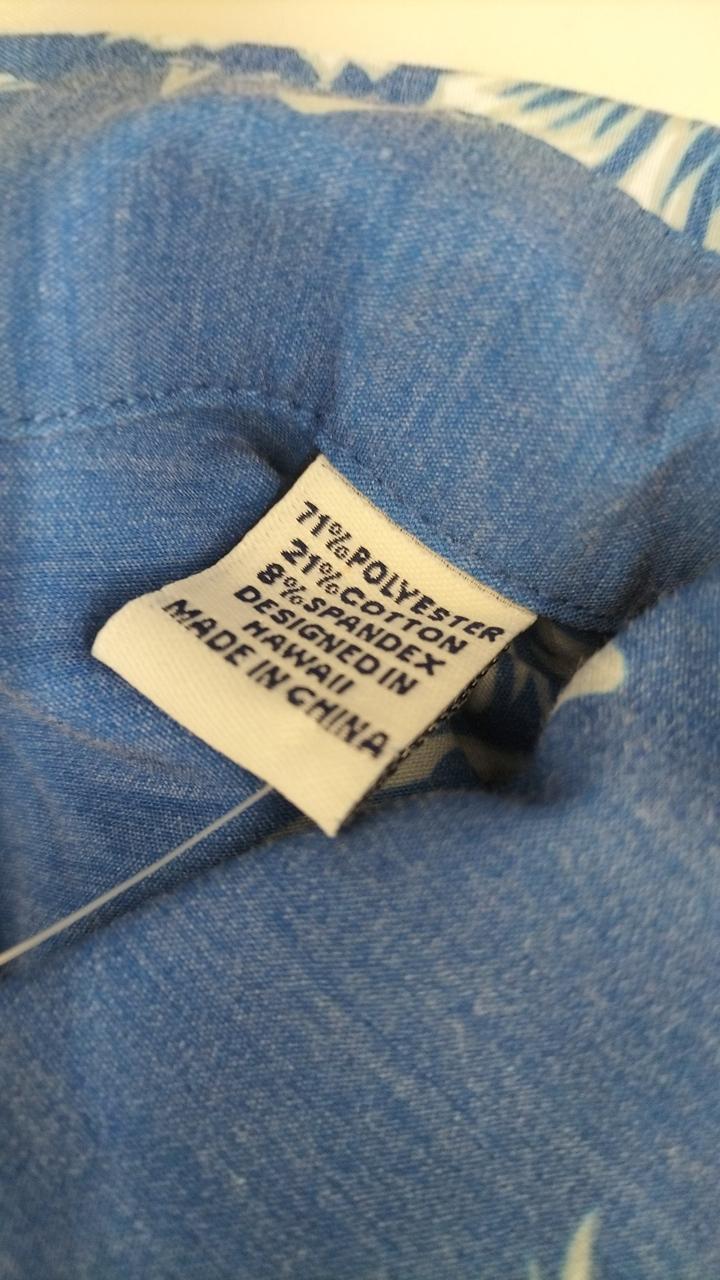 71%POLYESTER
21%COTTON
8%SPANDEX
DESIGNED IN
HAWAII
MADE IN CHINA